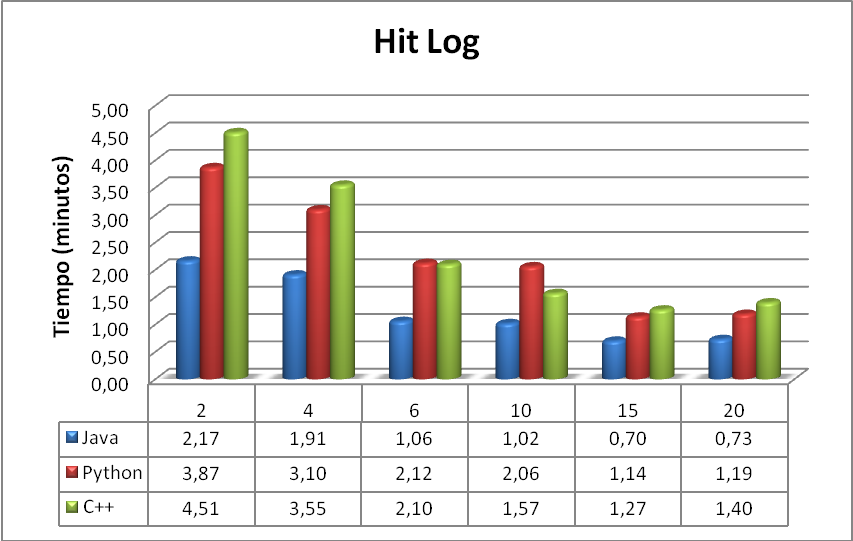 Hit Log
Tiempo (minutos)
5,00
4,50
4,00
3,50
3,00
2,50
2,00
1,50
1,00
0,50
0,00
2 4 6 10 15 20
Java 2,17 1,91 1,06 1,02 0,70 0,73
Python 3,87 3,10 2,12 2,06 1,14 1,19
C++ 4,51 3,55 2,10 1,57 1,27 1,40